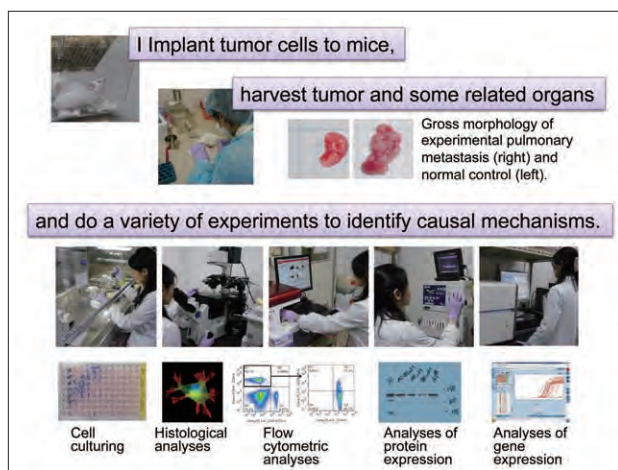 I Implant tumor cells to mice,
harvest tumor and some related organs
Gross morphology of
experimental pulmonary
metastasis (right) and
normal control (left).
and do a variety of experiments to identify causal mechanisms.
Cell
culturing
Histological
analyses
Flow
cytometric
analyses
Analyses of
protein
expression
Analyses of
gene
expression